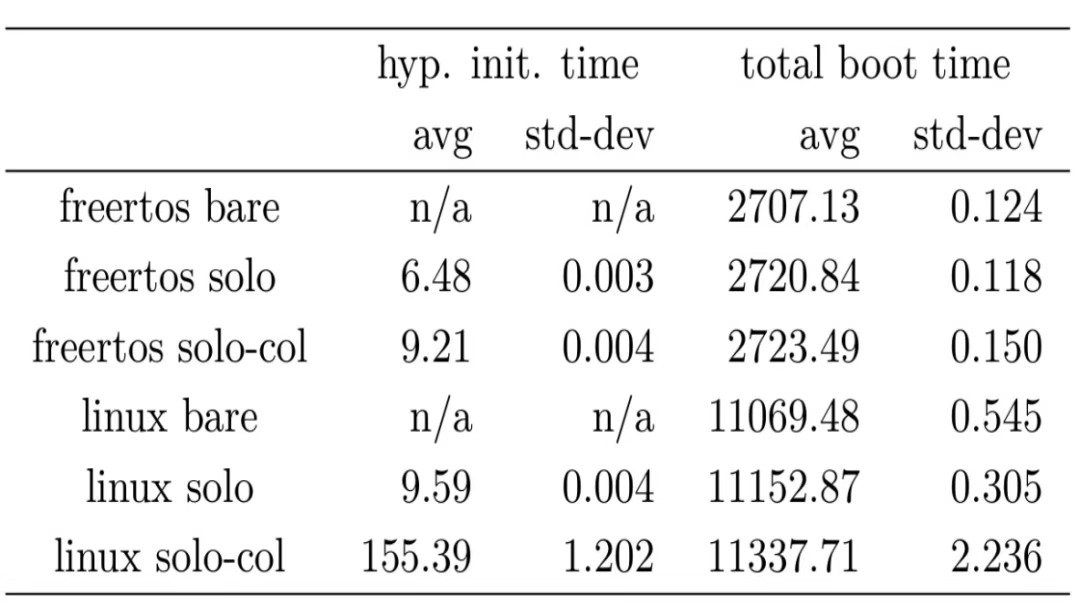 hyp. init. time total boot time
avg std-dev avg std-dev
freertos bare n/a n/a 2707.13 0.124
freertos solo 6.48 0.003 2720.84 0.118
freertos solo-col 9.21 0.004 2723.49 0.150
linux bare n/a n/a 11069.48 0.545
linux solo 9.59 0.004 11152.87 0.305
linux solo-col 155.39 1.202 11337.71 2.236